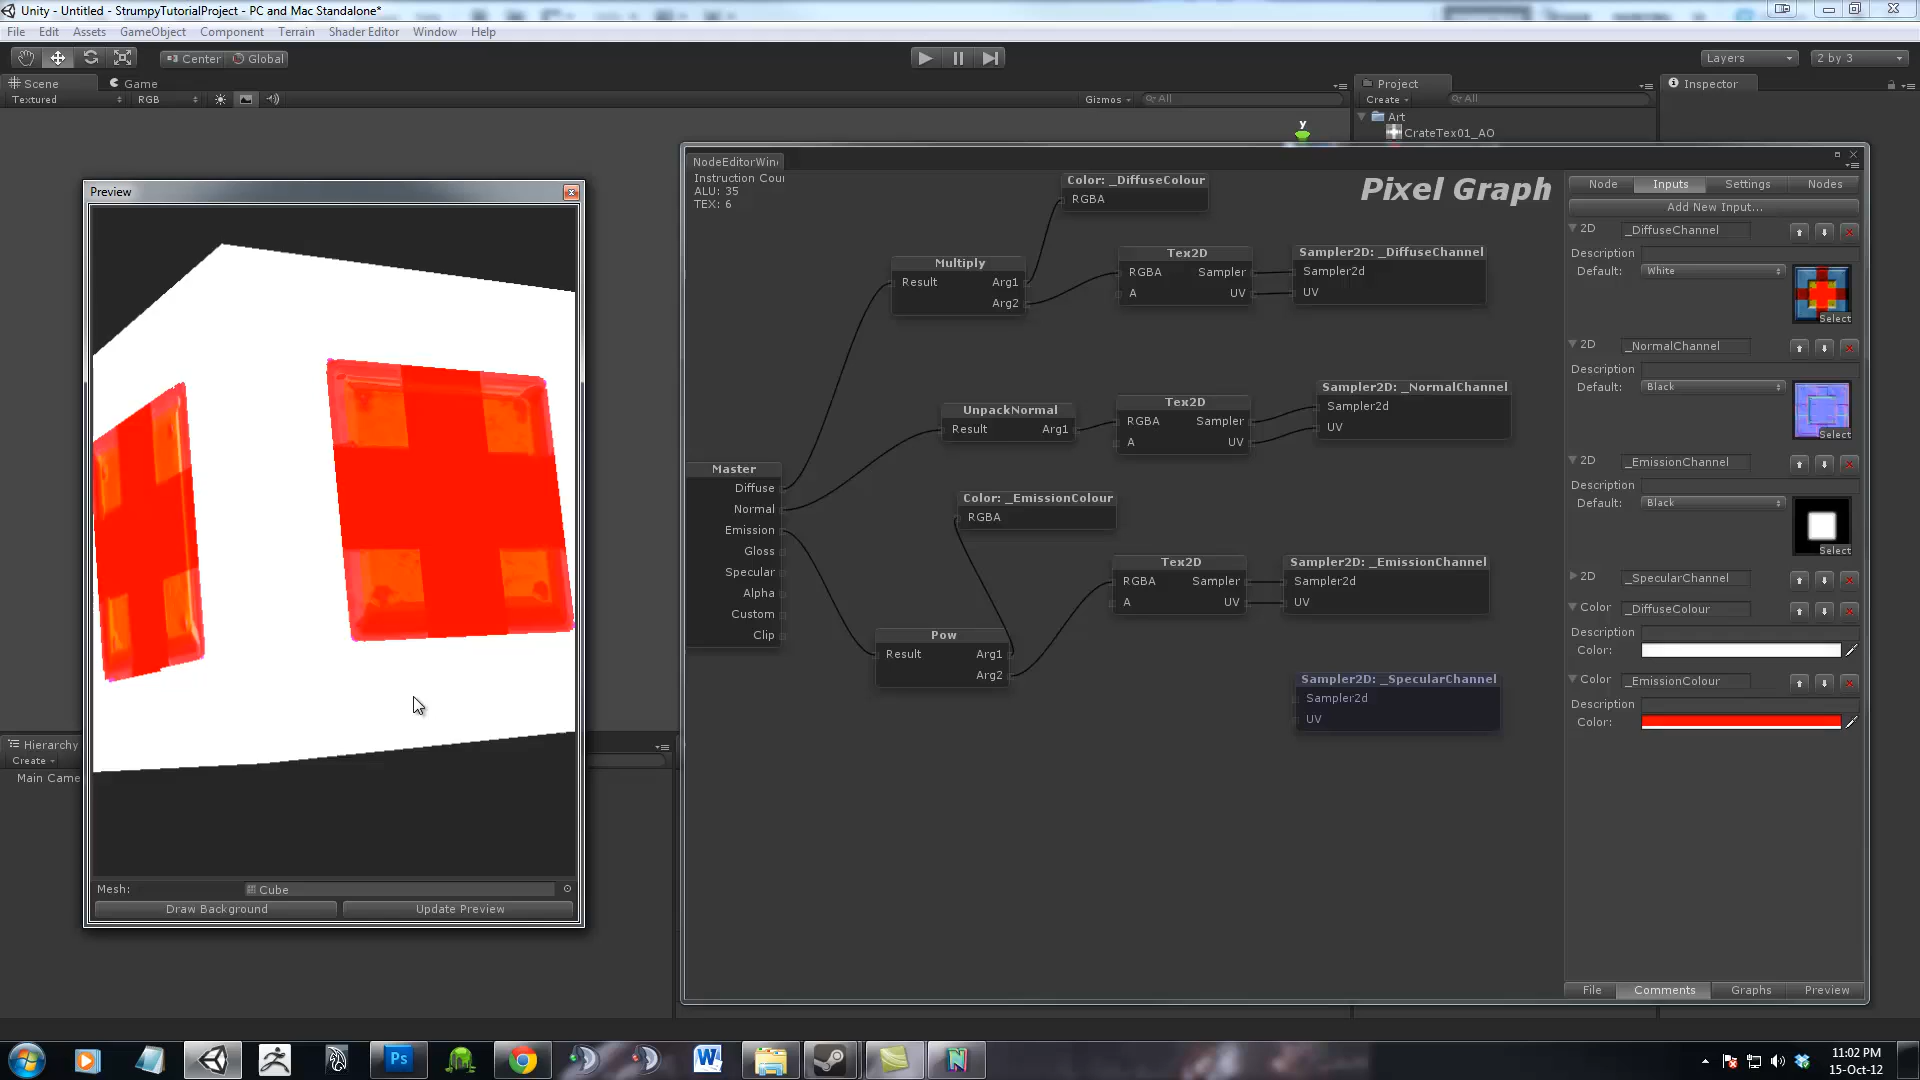 Unity - Untitled - StrumpyTutorialProject - PC and Mac Standalone*
File Edit Assets GameObject Component Terrain Shader Editor Window Help
Center Global
Layers
2 by 3
Scene Game
Textured RGB
Gizmos All
Project
Create All
Art
CrateTex01_AO
Inspector
Preview
Mesh: Cube
Draw Background Update Preview
Hierarchy
Create
Main Came
NodeEditorWin
Instruction Cou
ALU: 35
TEX: 6
Pixel Graph
Color: _DiffuseColour
RGBA
Multiply
Result Arg1
Arg2
Tex2D
RGBA Sampler
A UV
Sampler2D: _DiffuseChannel
Sampler2d
UV
UnpackNormal
Result Arg1
Tex2D
RGBA Sampler
A UV
Sampler2D: _NormalChannel
Sampler2d
UV
Master
Diffuse
Normal
Emission
Gloss
Specular
Alpha
Custom
Clip
Color: _EmissionColour
RGBA
Tex2D
RGBA Sampler
A UV
Sampler2D: _EmissionChannel
Sampler2d
UV
Pow
Result Arg1
Arg2
Sampler2D: _SpecularChannel
Sampler2d
UV
Node Inputs Settings Nodes
Add New Input...
2D _DiffuseChannel
Description
Default: White
Select
2D _NormalChannel
Description
Default: Black
Select
2D _EmissionChannel
Description
Default: Black
Select
2D _SpecularChannel
Color _DiffuseColour
Description
Color:
Color _EmissionColour
Description
Color:
File Comments Graphs Preview
Ps
W
N
11:02 PM
15-Oct-12